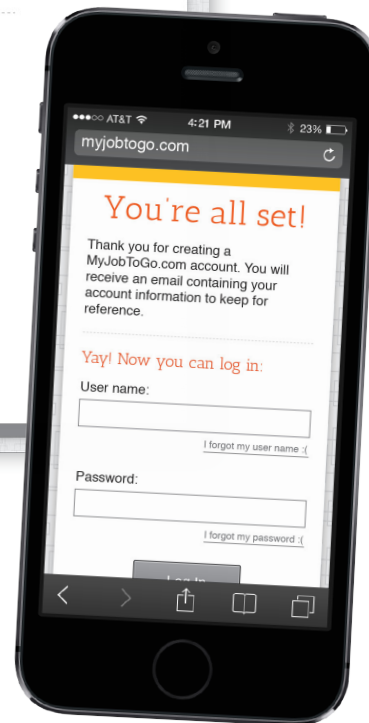 AT&T 4:21 PM 23%
myjobtogo.com
You're all set!
Thank you for creating a
MyJobToGo.com account. You will
receive an email containing your
account information to keep for
reference.
Yay! Now you can log in:
User name:
I forgot my user name :(
Password:
I forgot my password :(
Log In